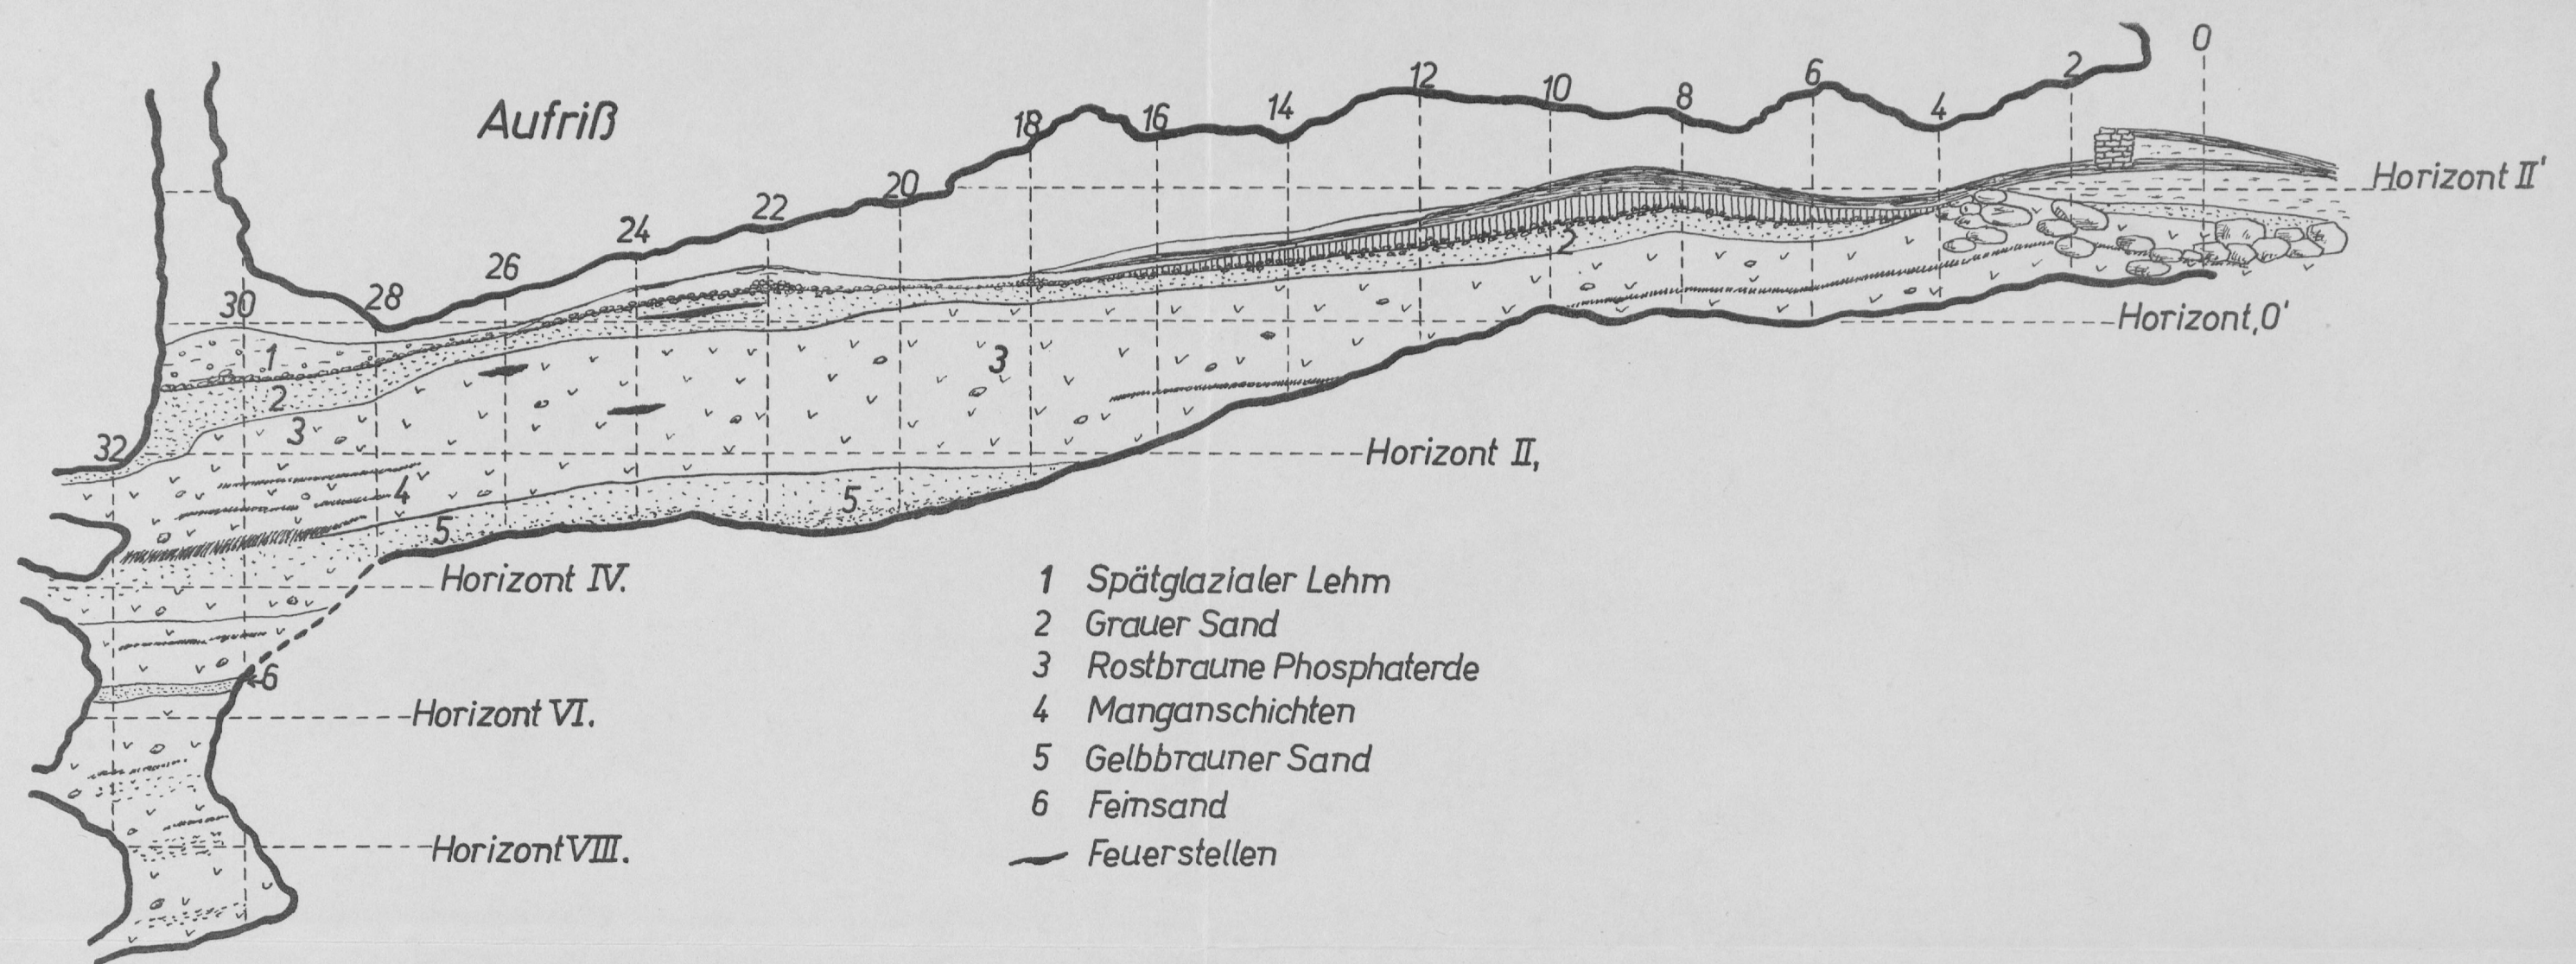 0
2
4
6
8
10
12
14
16
18
20
22
24
26
28
30
32
Aufriß
Horizont II'
Horizont,0'
Horizont II,
Horizont IV.
Horizont VI.
Horizont VIII.
1
2
3
4
5
5
3
2
6
1 Spätglazialer Lehm
2 Grauer Sand
3 Rostbraune Phosphaterde
4 Manganschichten
5 Gelbbrauner Sand
6 Feinsand
Feuerstellen